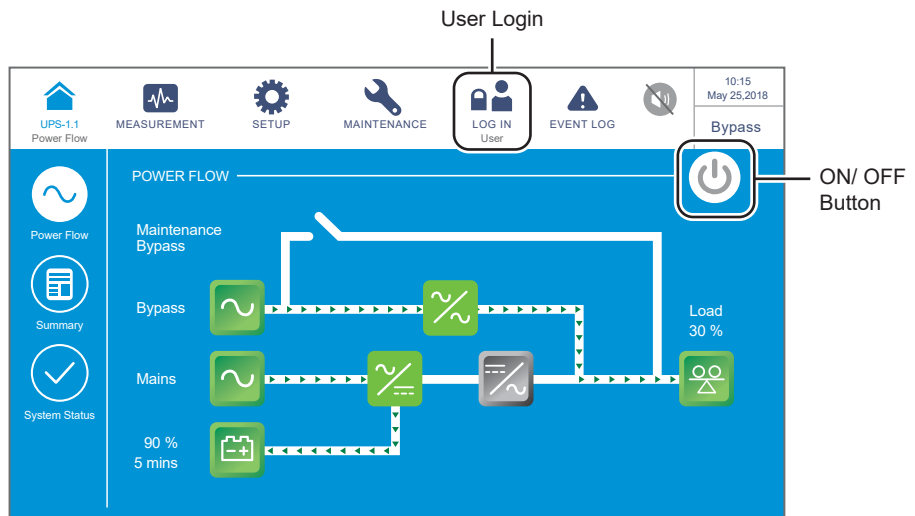 User Login
UPS-1.1
Power Flow
MEASUREMENT
SETUP
MAINTENANCE
LOG IN
User
EVENT LOG
10:15
May 25,2018
Bypass
POWER FLOW
ON/ OFF
Button
Power Flow
Maintenance
Bypass
Bypass
Summary
Load
30 %
Mains
System Status
90 %
5 mins